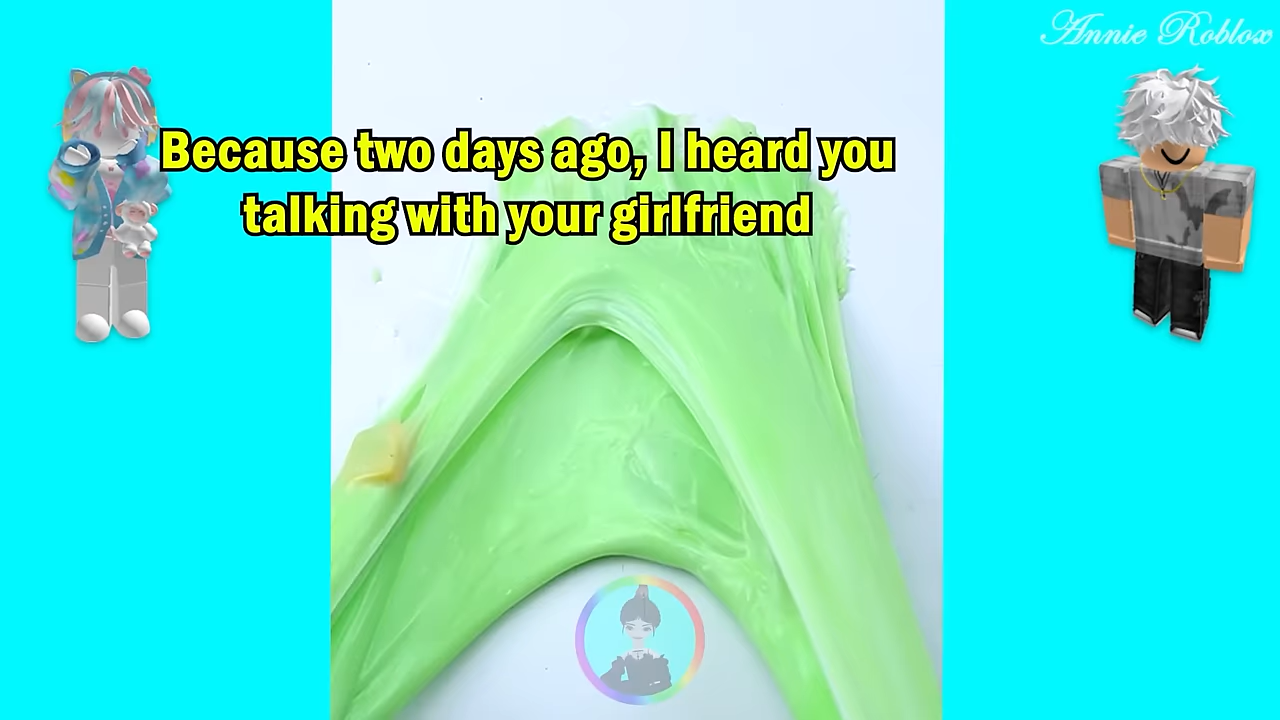 Annie Roblox
Because two days ago, I heard you
talking with your girlfriend